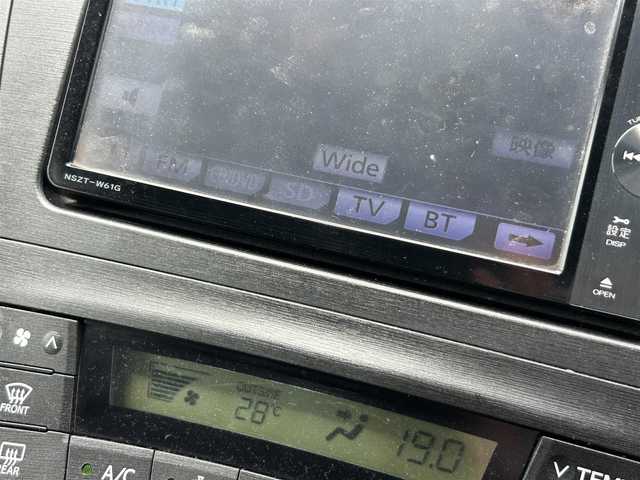 映像
Wide
FM
SD
TV
BT
NSZT-W61G
設定
DISP
OPEN
OUTSIDE
28℃
19.0
FRONT
REAR
A/C
TEM